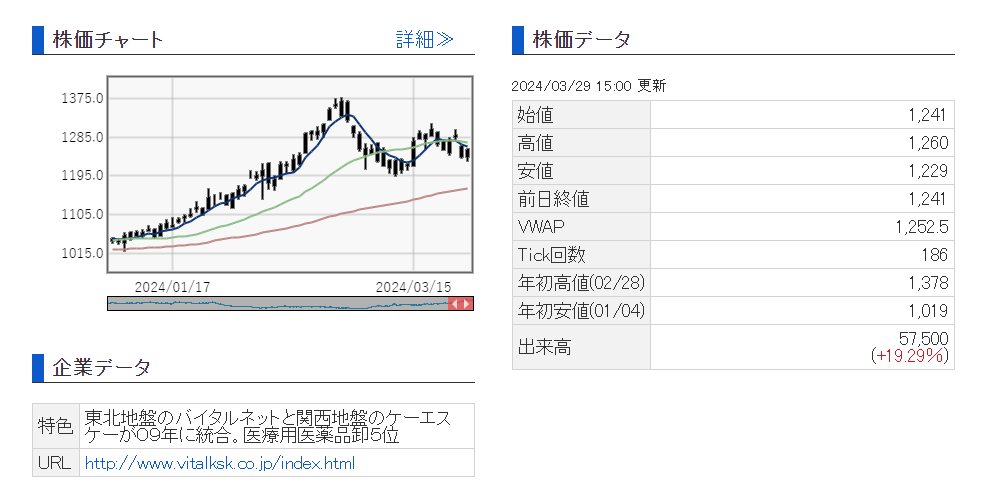 株価チャート
詳細≫
1375.0
1285.0
1195.0
1105.0
1015.0
2024/01/17
2024/03/15
企業データ
特色
東北地盤のバイタルネットと関西地盤のケーエス
ケーが09年に統合。医療用医薬品卸5位
URL
http://www.vitalksk.co.jp/index.html
株価データ
2024/03/29 15:00 更新
始値 1,241
高値 1,260
安値 1,229
前日終値 1,241
VWAP 1,252.5
Tick回数 186
年初高値(02/28) 1,378
年初安値(01/04) 1,019
出来高 57,500
(+19.29%)